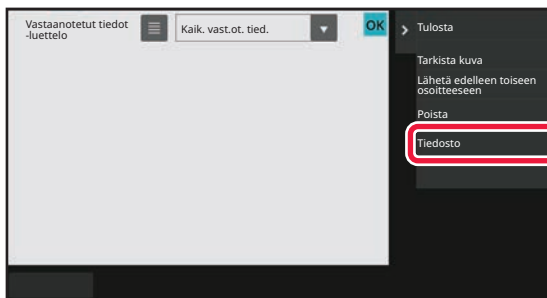 Vastaanotetut tiedot
-luettelo
Kaik. vast.ot. tied.
OK
Tulosta
Tarkista kuva
Lähetä edelleen toiseen
osoitteeseen
Poista
Tiedosto